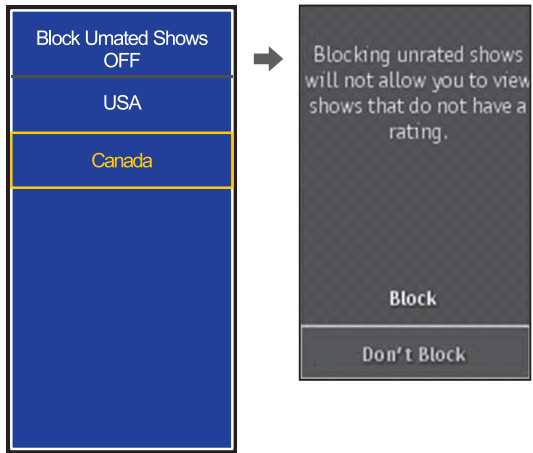 Block Umated Shows
OFF
USA
Canada
Blocking unrated shows
will not allow you to view
shows that do not have a
rating.
Block
Don't Block